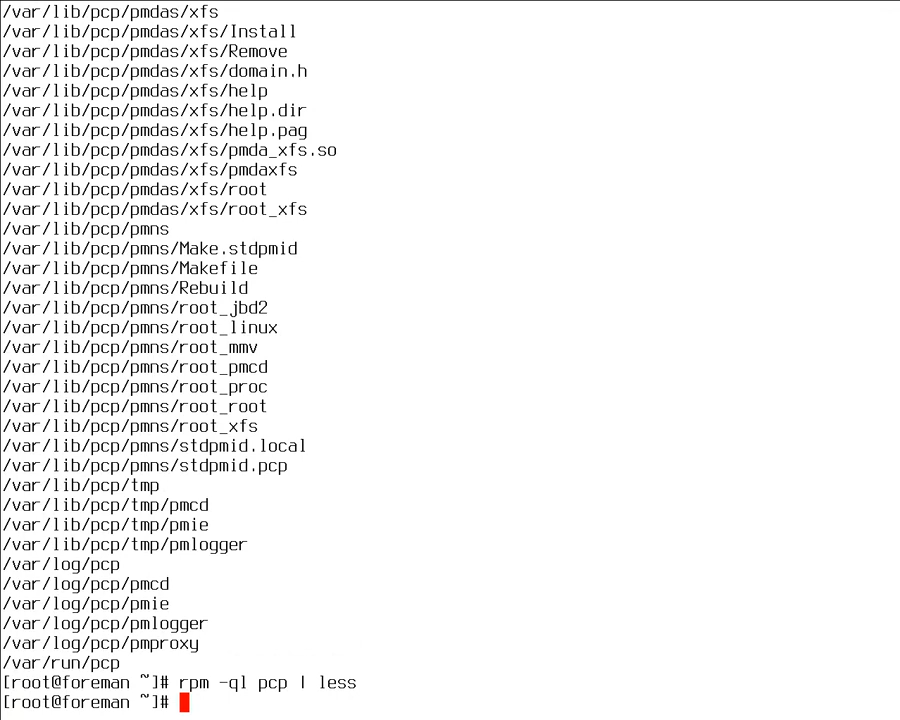 /var/lib/pcp/pmdas/xfs
/var/lib/pcp/pmdas/xfs/Install
/var/lib/pcp/pmdas/xfs/Remove
/var/lib/pcp/pmdas/xfs/domain.h
/var/lib/pcp/pmdas/xfs/help
/var/lib/pcp/pmdas/xfs/help.dir
/var/lib/pcp/pmdas/xfs/help.pag
/var/lib/pcp/pmdas/xfs/pmda_xfs.so
/var/lib/pcp/pmdas/xfs/pmdaxfs
/var/lib/pcp/pmdas/xfs/root
/var/lib/pcp/pmdas/xfs/root_xfs
/var/lib/pcp/pmns
/var/lib/pcp/pmns/Make.stdpmid
/var/lib/pcp/pmns/Makefile
/var/lib/pcp/pmns/Rebuild
/var/lib/pcp/pmns/root_jbd2
/var/lib/pcp/pmns/root_linux
/var/lib/pcp/pmns/root_mmv
/var/lib/pcp/pmns/root_pmcd
/var/lib/pcp/pmns/root_proc
/var/lib/pcp/pmns/root_root
/var/lib/pcp/pmns/root_xfs
/var/lib/pcp/pmns/stdpmid.local
/var/lib/pcp/pmns/stdpmid.pcp
/var/lib/pcp/tmp
/var/lib/pcp/tmp/pmcd
/var/lib/pcp/tmp/pmie
/var/lib/pcp/tmp/pmlogger
/var/log/pcp
/var/log/pcp/pmcd
/var/log/pcp/pmie
/var/log/pcp/pmlogger
/var/log/pcp/pmproxy
/var/run/pcp
[root@foreman ~]# rpm -ql pcp | less
[root@foreman ~]#